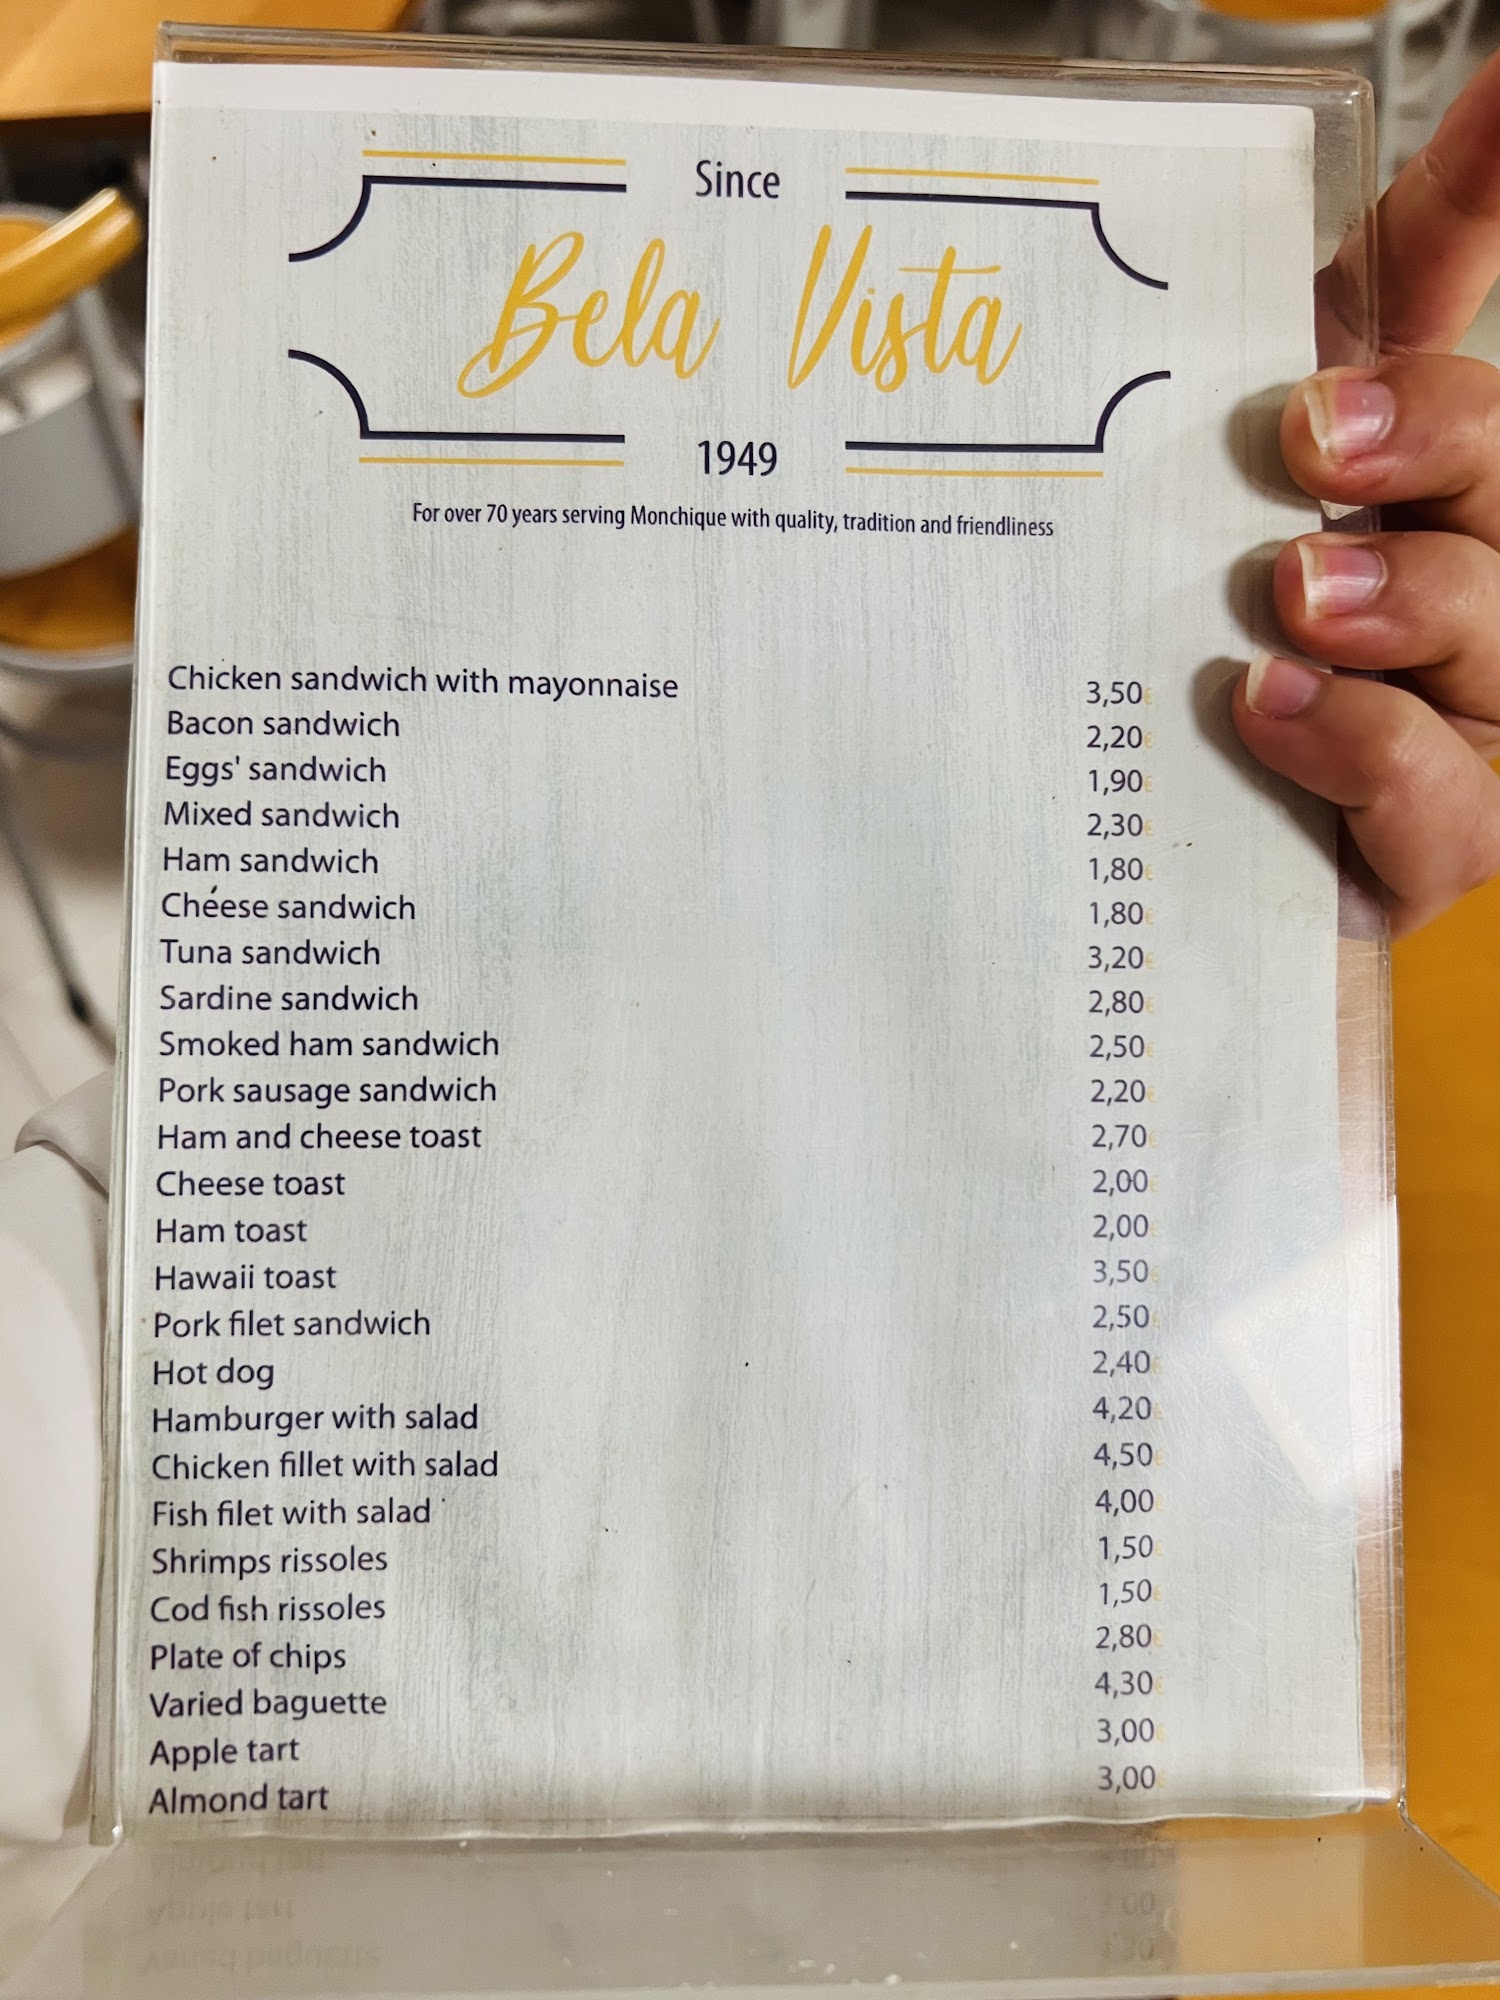 Since
Bela Vista
1949
For over 70 years serving Monchique with quality, tradition and friendliness
Chicken sandwich with mayonnaise 3,50€
Bacon sandwich 2,20€
Eggs' sandwich 1,90€
Mixed sandwich 2,30€
Ham sandwich 1,80€
Cheese sandwich 1,80€
Tuna sandwich 3,20€
Sardine sandwich 2,80€
Smoked ham sandwich 2,50€
Pork sausage sandwich 2,20€
Ham and cheese toast 2,70€
Cheese toast 2,00€
Ham toast 2,00€
Hawaii toast 3,50€
Pork filet sandwich 2,50€
Hot dog 2,40€
Hamburger with salad 4,20€
Chicken fillet with salad 4,50€
Fish filet with salad 4,00€
Shrimps rissoles 1,50€
Cod fish rissoles 1,50€
Plate of chips 2,80€
Varied baguette 4,30€
Apple tart 3,00€
Almond tart 3,00€